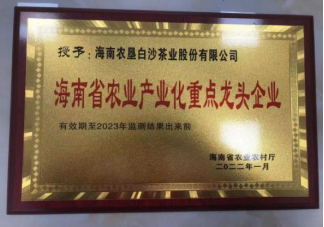 授予：海南农垦白沙茶业股份有限公司
海南省农业产业化重点龙头企业
有效期至2023年监测结果出来前
海南省农业农村厅
二〇二二年一月